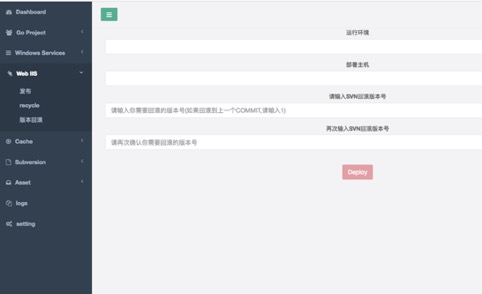 Dashboard
Go Project
Windows Services
Web IIS
发布
recycle
版本回滚
Cache
Subversion
Asset
logs
setting
运行环境
部署主机
请输入SVN回滚版本号
请输入你需要回滚的版本号(如果回滚到上一个COMMIT,请输入1)
再次输入SVN回滚版本号
请再次确认你需要回滚的版本号
Deploy